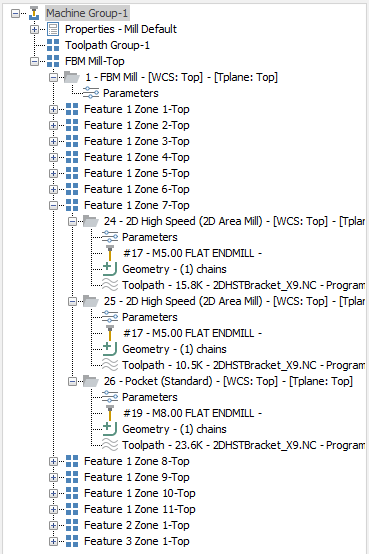 Machine Group-1
Properties - Mill Default
Toolpath Group-1
FBM Mill-Top
1 - FBM Mill - [WCS: Top] - [Tplane: Top]
Parameters
Feature 1 Zone 1-Top
Feature 1 Zone 2-Top
Feature 1 Zone 3-Top
Feature 1 Zone 4-Top
Feature 1 Zone 5-Top
Feature 1 Zone 6-Top
Feature 1 Zone 7-Top
24 - 2D High Speed (2D Area Mill) - [WCS: Top] - [Tplan
Parameters
#17 - M5.00 FLAT ENDMILL -
Geometry - (1) chains
Toolpath - 15.8K - 2DHSTBracket_X9.NC - Program
25 - 2D High Speed (2D Area Mill) - [WCS: Top] - [Tplan
Parameters
#17 - M5.00 FLAT ENDMILL -
Geometry - (1) chains
Toolpath - 10.5K - 2DHSTBracket_X9.NC - Program
26 - Pocket (Standard) - [WCS: Top] - [Tplane: Top]
Parameters
#19 - M8.00 FLAT ENDMILL -
Geometry - (1) chains
Toolpath - 23.6K - 2DHSTBracket_X9.NC - Program
Feature 1 Zone 8-Top
Feature 1 Zone 9-Top
Feature 1 Zone 10-Top
Feature 1 Zone 11-Top
Feature 2 Zone 1-Top
Feature 3 Zone 1-Top